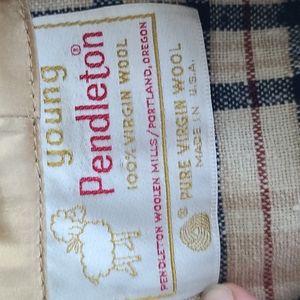 young
Pendleton®
100% VIRGIN WOOL
PENDLETON WOOLEN MILLS/PORTLAND, OREGON
® PURE VIRGIN WOOL
MADE IN U.S.A.